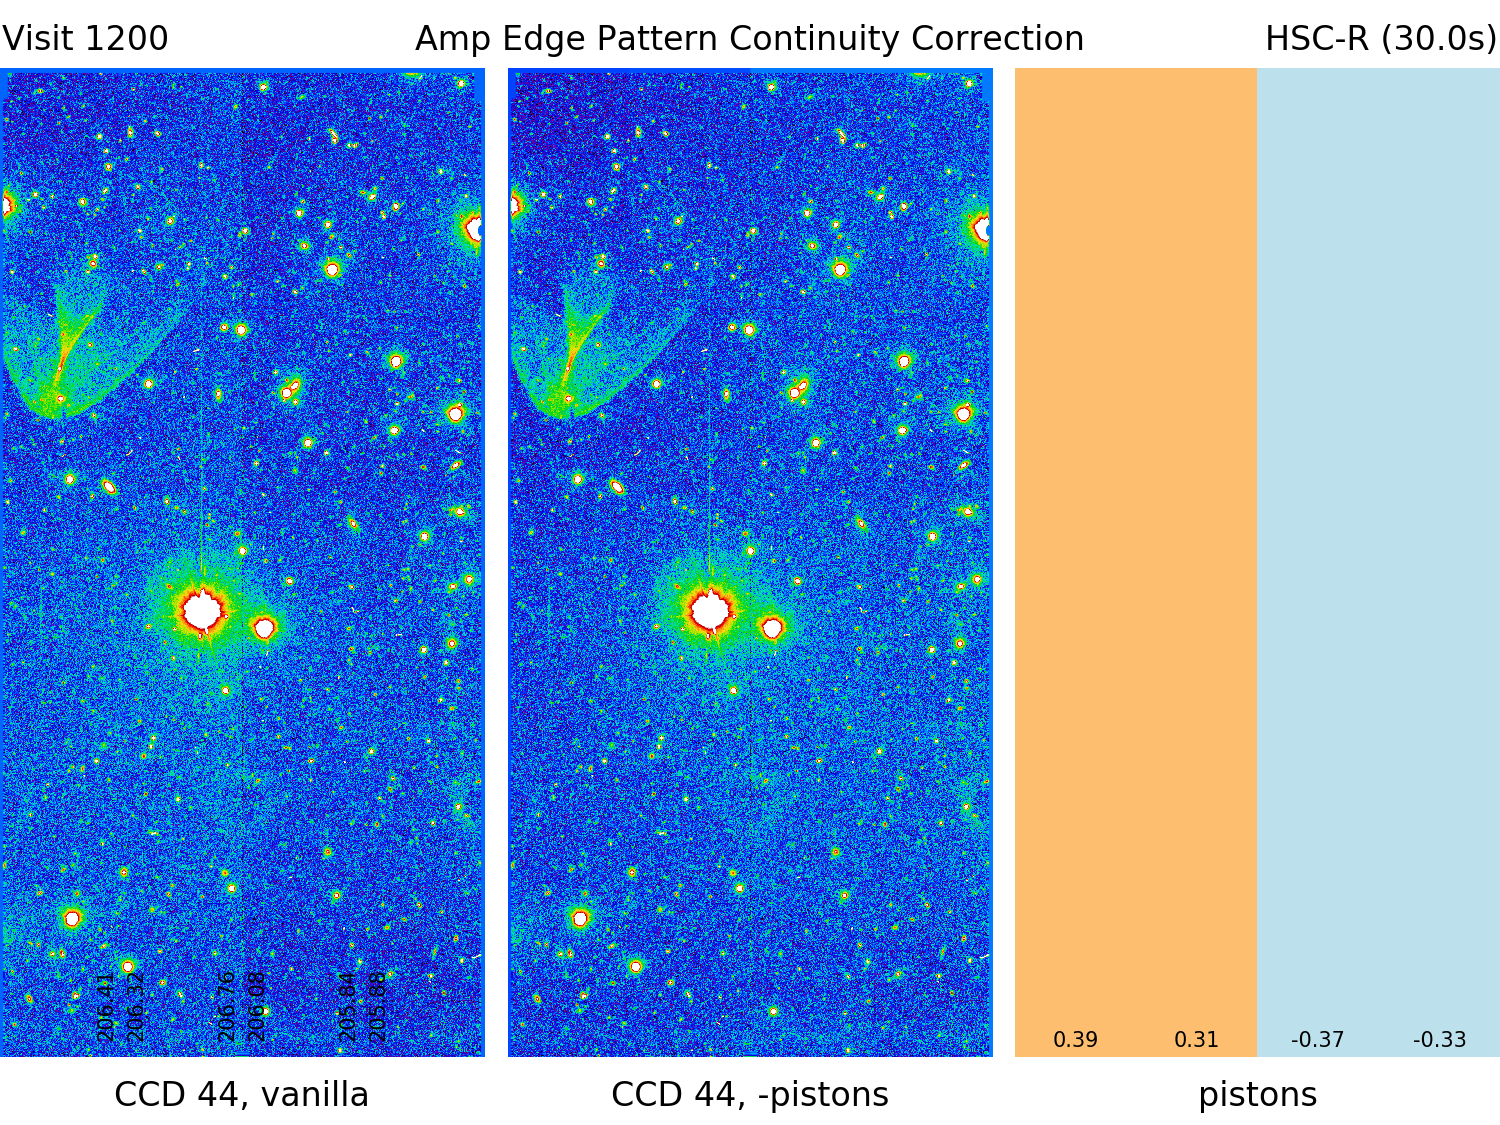 Visit 1200
Amp Edge Pattern Continuity Correction
HSC-R (30.0s)
206.41
206.32
206.76
206.08
205.84
205.88
0.39
0.31
-0.37
-0.33
CCD 44, vanilla
CCD 44, -pistons
pistons